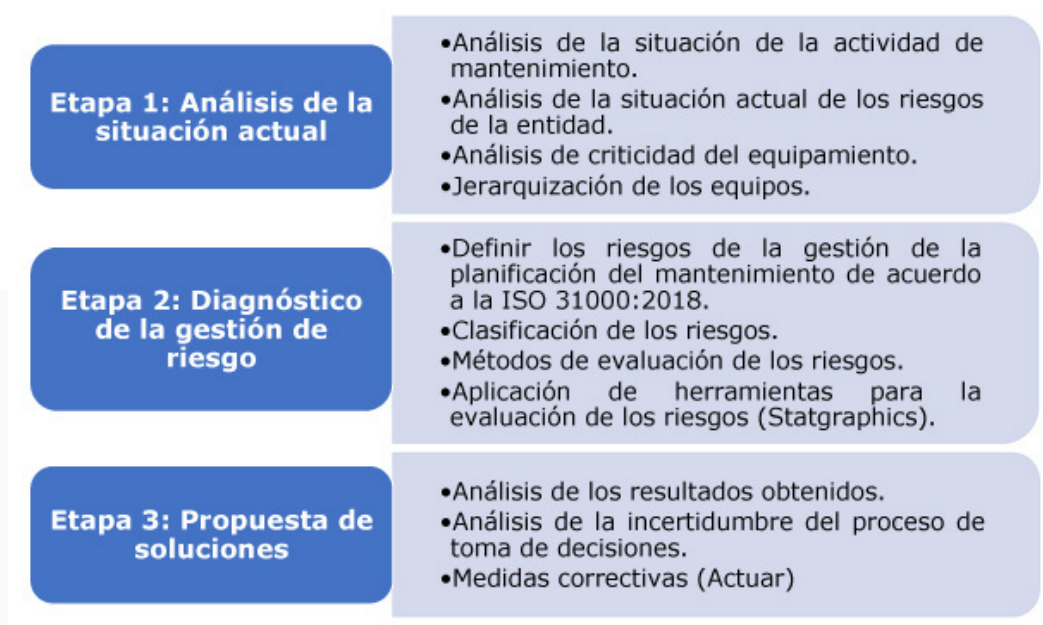 Etapa 1: Análisis de la
situación actual
•Análisis de la situación de la actividad de
mantenimiento.
•Análisis de la situación actual de los riesgos
de la entidad.
•Análisis de criticidad del equipamiento.
•Jerarquización de los equipos.
Etapa 2: Diagnóstico
de la gestión de
riesgo
•Definir los riesgos de la gestión de la
planificación del mantenimiento de acuerdo
a la ISO 31000:2018.
•Clasificación de los riesgos.
•Métodos de evaluación de los riesgos.
•Aplicación de herramientas para la
evaluación de los riesgos (Statgraphics).
Etapa 3: Propuesta de
soluciones
•Análisis de los resultados obtenidos.
•Análisis de la incertidumbre del proceso de
toma de decisiones.
•Medidas correctivas (Actuar)